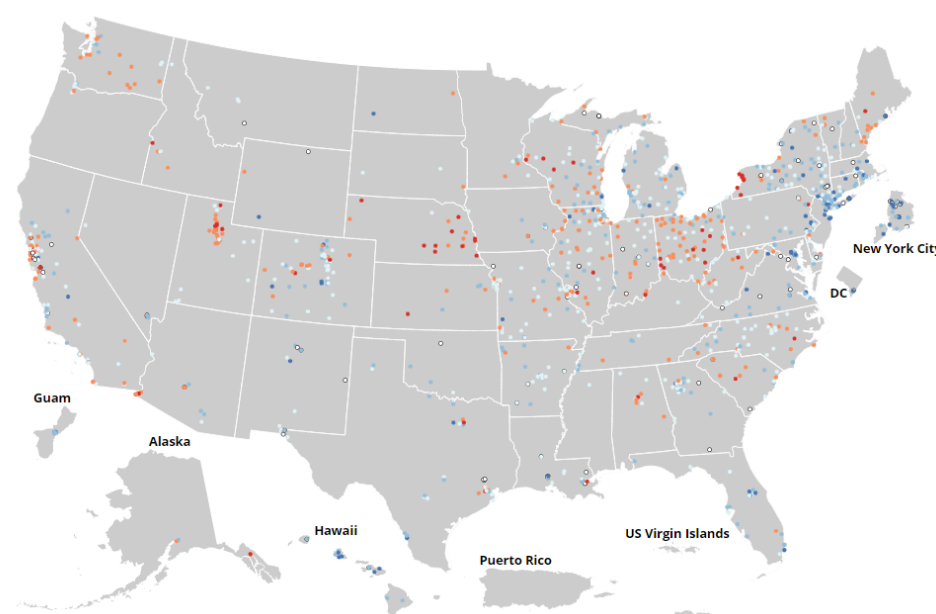 New York City
DC
Guam
Alaska
Hawaii
US Virgin Islands
Puerto Rico